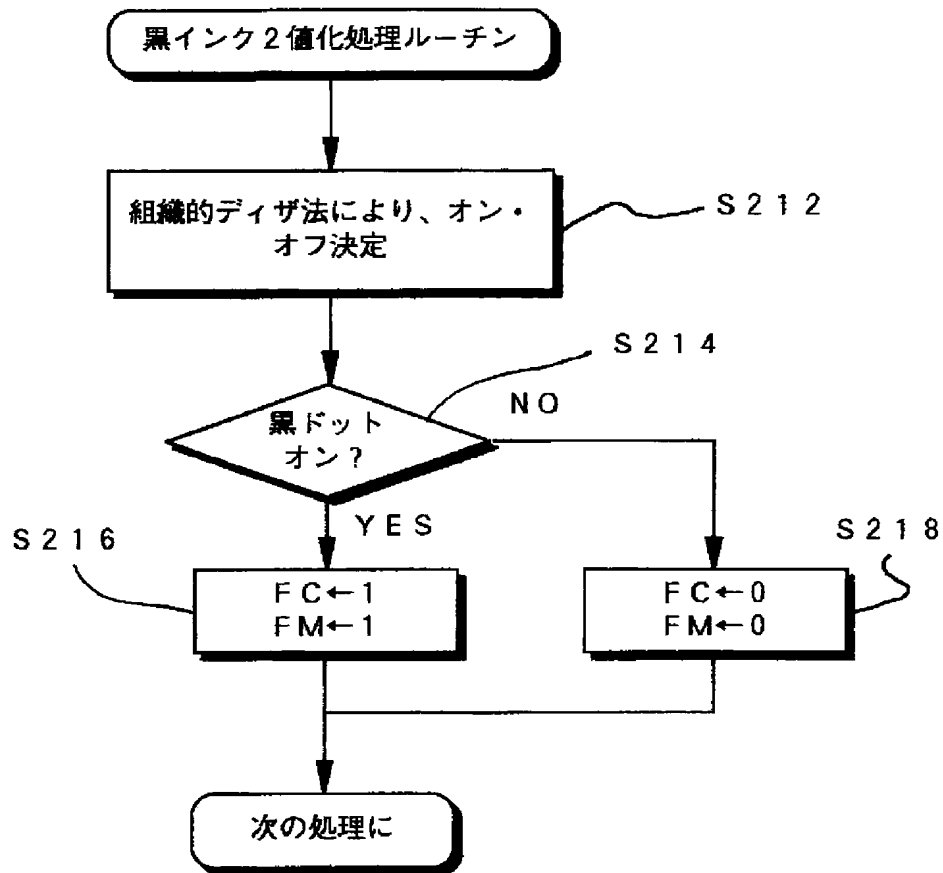 黒インク2値化処理ルーチン
組織的ディザ法により、オン・
オフ決定
S212
S214
黒ドット
オン?
NO
YES
S216
FC←1
FM←1
S218
FC←0
FM←0
次の処理に